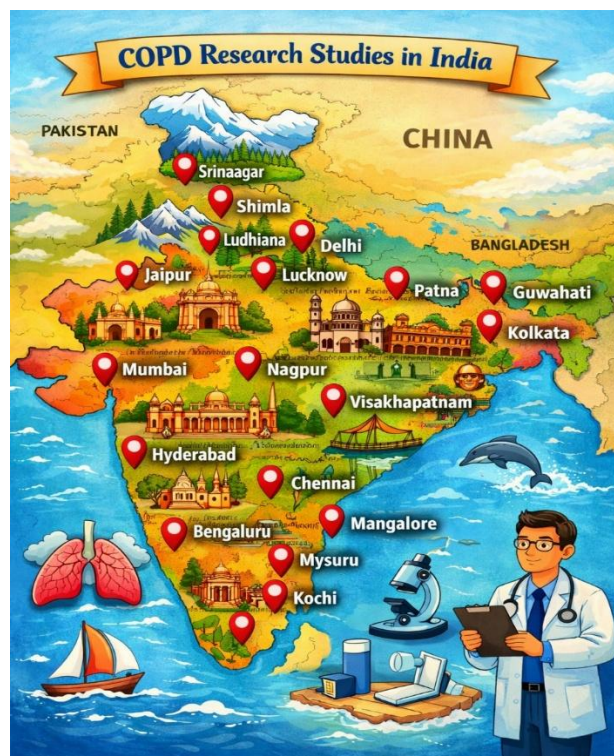 COPD Research Studies in India
PAKISTAN
CHINA
Srinaagar
Shimla
Ludhiana
Delhi
BANGLADESH
Jaipur
Lucknow
Patna
Guwahati
Kolkata
Mumbai
Nagpur
Visakhapatnam
Hyderabad
Chennai
Bengaluru
Mangalore
Mysuru
Kochi